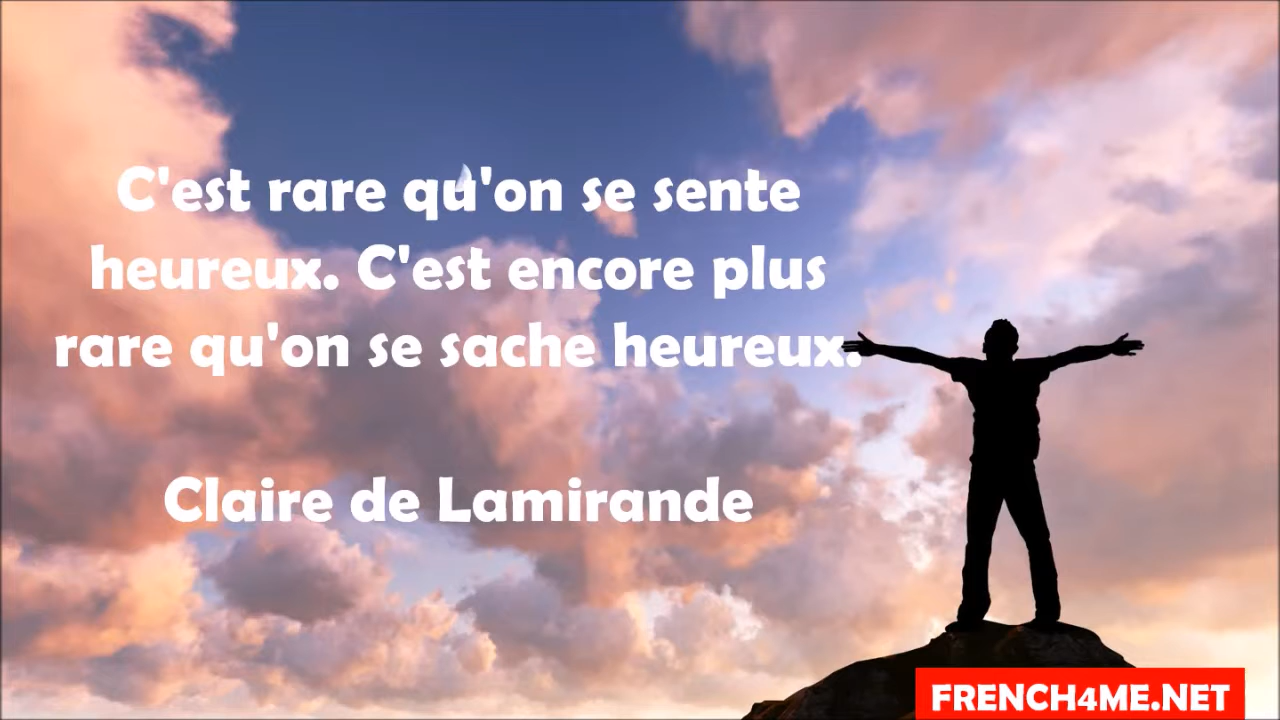 C'est rare qu'on se sente
heureux. C'est encore plus
rare qu'on se sache heureux.
Claire de Lamirande
FRENCH4ME.NET